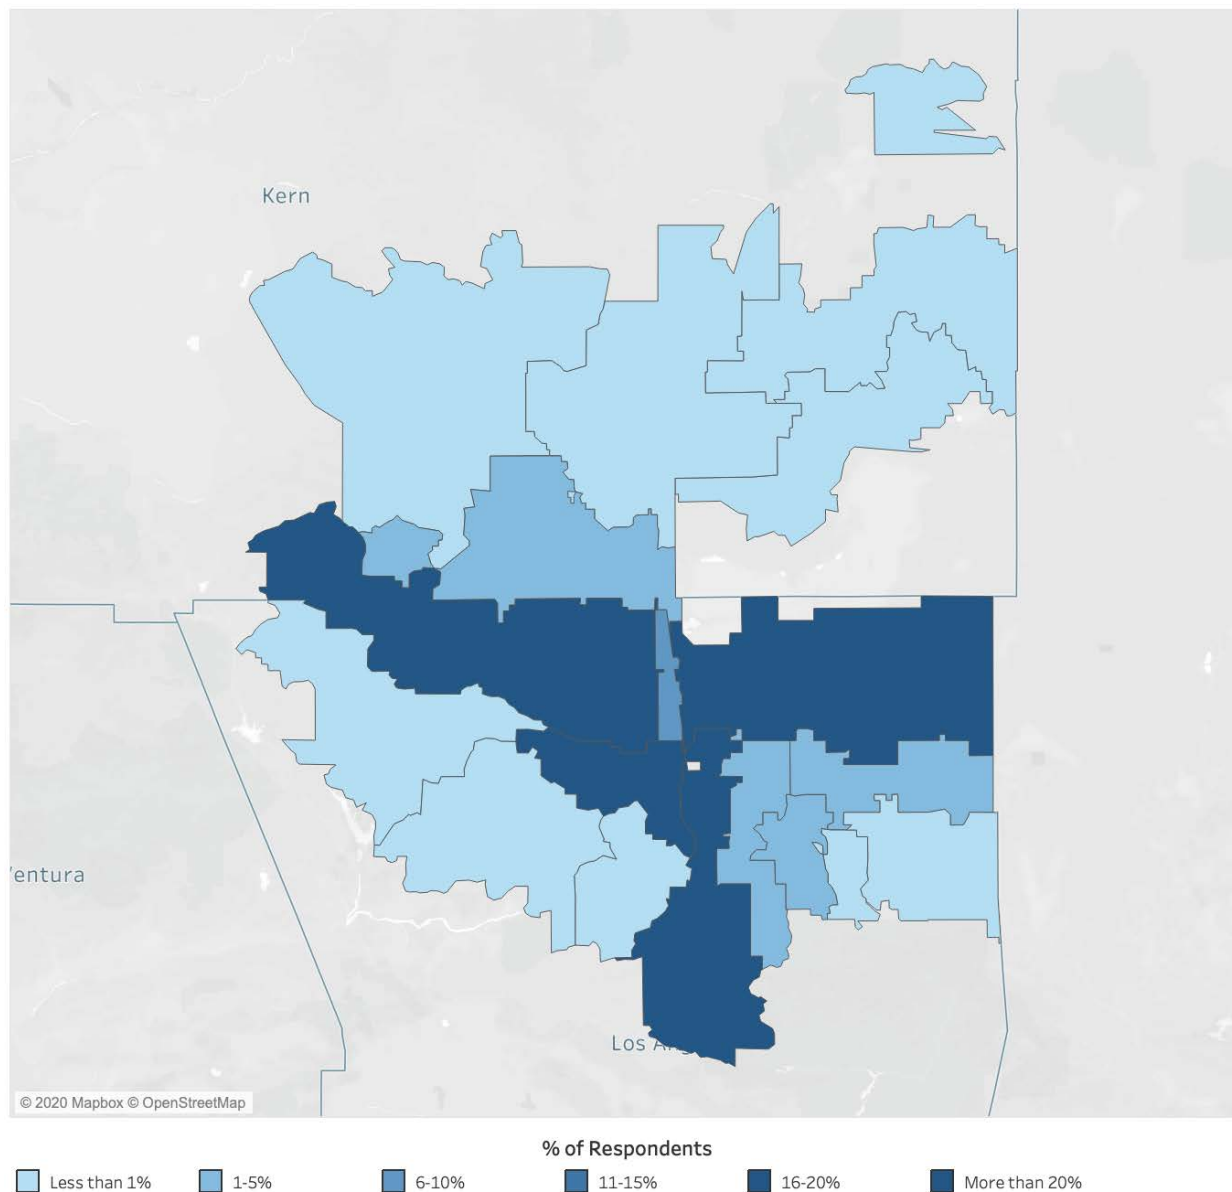 Kern
entura
Los An
© 2020 Mapbox © OpenStreetMap
% of Respondents
Less than 1% 1-5% 6-10% 11-15% 16-20% More than 20%